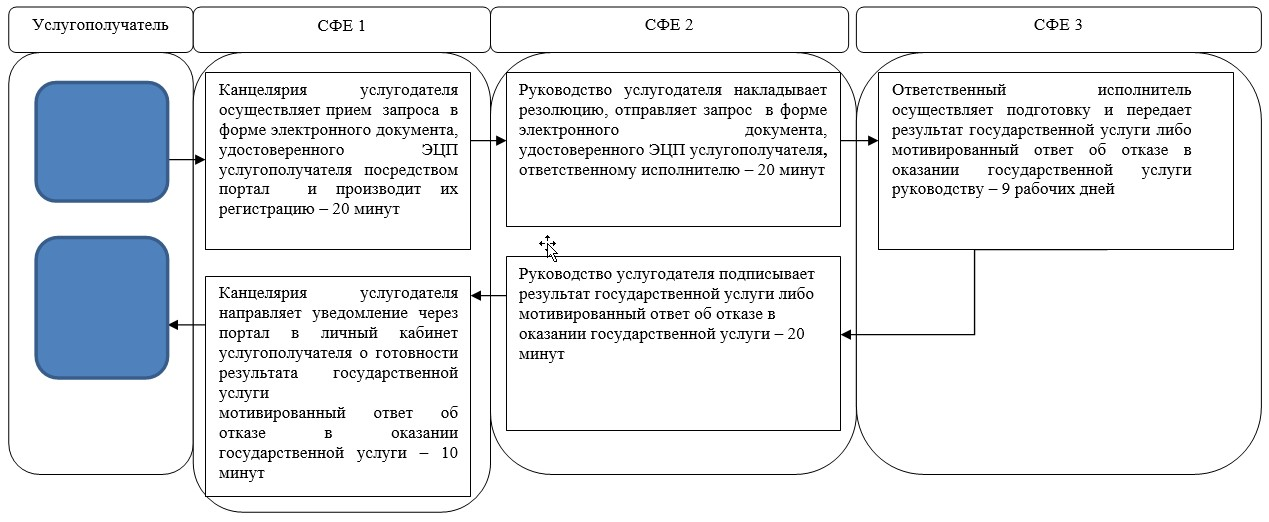 Услугополучатель
СФЕ 1
СФЕ 2
СФЕ 3
Канцелярия услугодателя
осуществляет прием запроса в
форме электронного документа,
удостоверенного ЭЦП
услугополучателя посредством
портал и производит их
регистрацию – 20 минут
Руководство услугодателя накладывает
резолюцию, отправляет запрос в форме
электронного документа,
удостоверенного ЭЦП услугополучателя,
ответственному исполнителю – 20 минут
Ответственный исполнитель
осуществляет подготовку и передает
результат государственной услуги либо
мотивированный ответ об отказе в
оказании государственной услуги
руководству – 9 рабочих дней
Руководство услугодателя подписывает
результат государственной услуги либо
мотивированный ответ об отказе в
оказании государственной услуги – 20
минут
Канцелярия услугодателя
направляет уведомление через
портал в личный кабинет
услугополучателя о готовности
результата государственной
услуги
мотивированный ответ об
отказе в оказании
государственной услуги – 10
минут